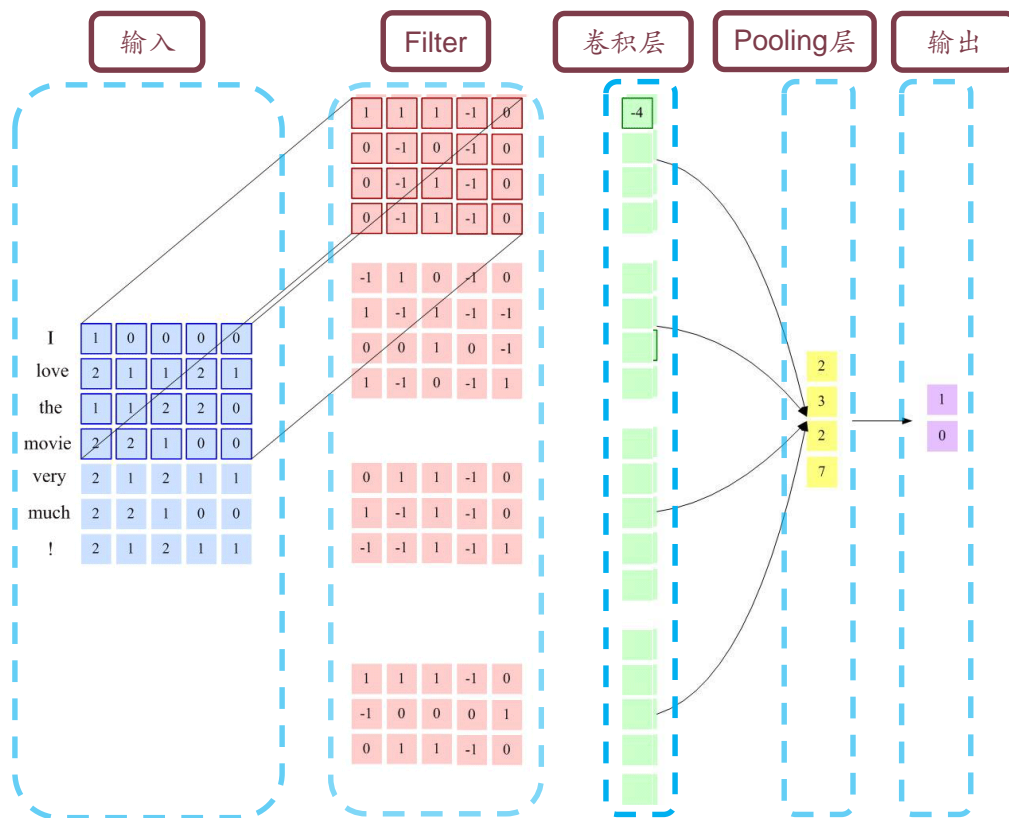 输入 Filter 卷积层 Pooling层 输出
1 1 1 -1 0
0 -1 0 -1 0
0 -1 1 -1 0
0 -1 1 -1 0
-1 1 0 -1 0
1 -1 1 -1 -1
0 0 1 0 -1
1 -1 0 -1 1
0 1 1 -1 0
1 -1 1 -1 0
-1 -1 1 -1 1
1 1 1 -1 0
-1 0 0 0 1
0 1 1 -1 0
I 1 0 0 0 0
love 2 1 1 2 1
the 1 1 2 2 0
movie 2 2 1 0 0
very 2 1 2 1 1
much 2 2 1 0 0
! 2 1 2 1 1
-4
2
3
2
7
1
0